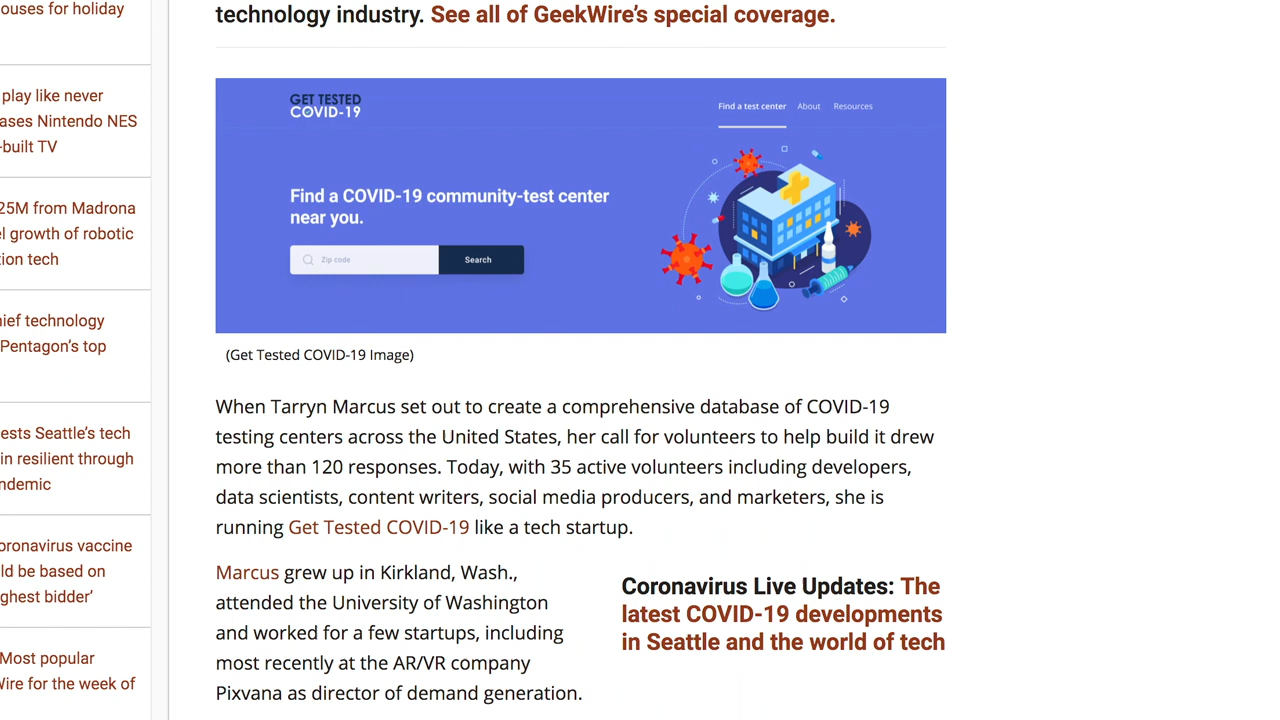 ouses for holiday
play like never
ases Nintendo NES
-built TV
25M from Madrona
el growth of robotic
tion tech
hief technology
Pentagon’s top
ests Seattle’s tech
in resilient through
ndemic
oronavirus vaccine
ld be based on
ghest bidder’
Most popular
Wire for the week of
technology industry. See all of GeekWire’s special coverage.
GET TESTED
COVID-19
Find a test center About Resources
Find a COVID-19 community-test center
near you.
Zip code Search
(Get Tested COVID-19 Image)
When Tarryn Marcus set out to create a comprehensive database of COVID-19
testing centers across the United States, her call for volunteers to help build it drew
more than 120 responses. Today, with 35 active volunteers including developers,
data scientists, content writers, social media producers, and marketers, she is
running Get Tested COVID-19 like a tech startup.
Marcus grew up in Kirkland, Wash.,
attended the University of Washington
and worked for a few startups, including
most recently at the AR/VR company
Pixvana as director of demand generation.
Coronavirus Live Updates: The
latest COVID-19 developments
in Seattle and the world of tech